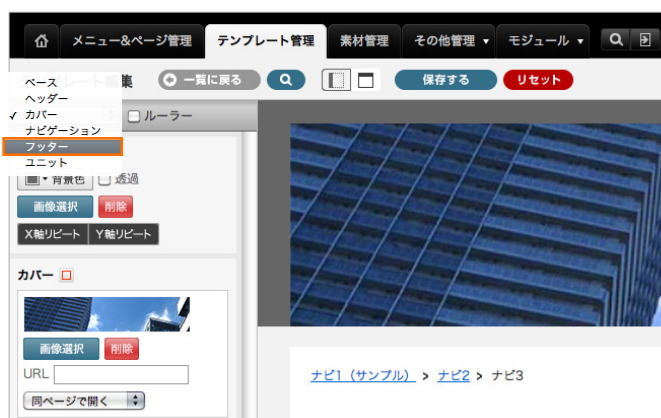 メニュー&ページ管理 テンプレート管理 素材管理 その他管理 ▼ モジュール ▼
集 一覧に戻る 保存する リセット
ベース
ヘッダー
✓ カバー
ナビゲーション
フッター
ユニット
ルーラー
背景色 透過
画像選択 削除
X軸リピート Y軸リピート
カバー
画像選択 削除
URL
同ページで開く
ナビ1（サンプル） > ナビ2 > ナビ3